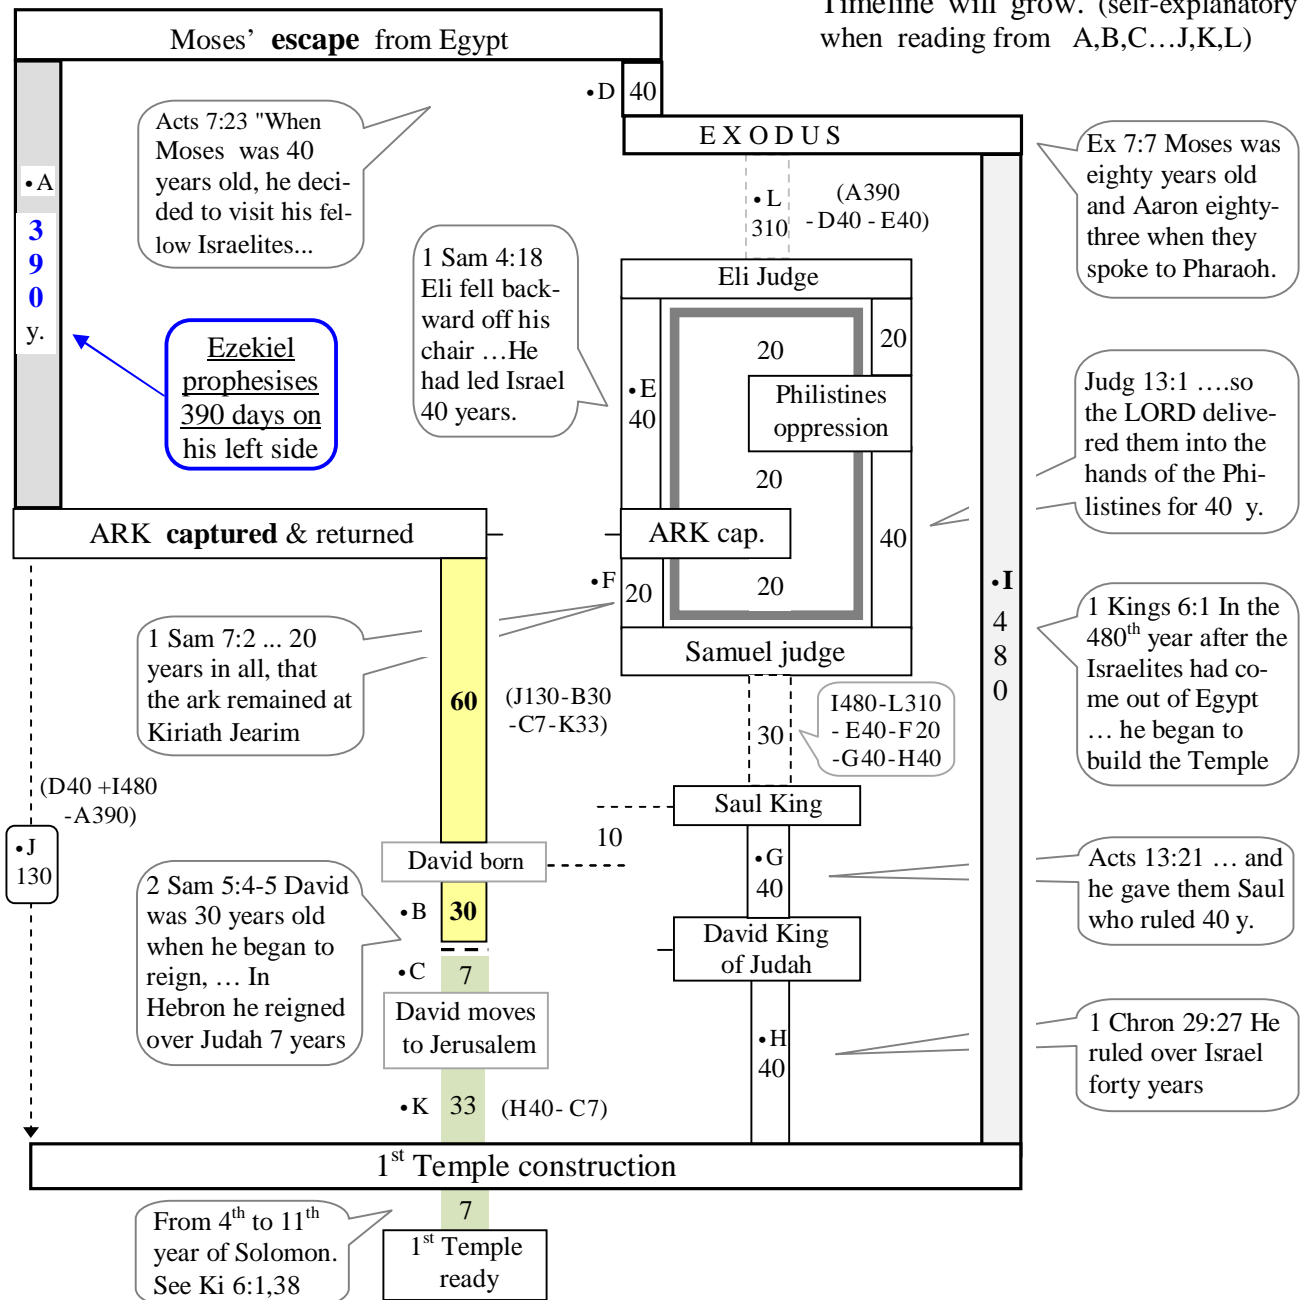 Timeline will grow. (self-explanatory
when reading from A,B,C…J,K,L)
Moses’ escape from Egypt
•D 40
E X O D U S
Acts 7:23 "When
Moses was 40
years old, he deci-
ded to visit his fel-
low Israelites...
Ex 7:7 Moses was
eighty years old
and Aaron eighty-
three when they
spoke to Pharaoh.
•A
3
9
0
y.
•L
310
(A390
- D40 - E40)
1 Sam 4:18
Eli fell back-
ward off his
chair …He
had led Israel
40 years.
Eli Judge
Ezekiel
prophesises
390 days on
his left side
•E
40
20
20
Philistines
oppression
20
Judg 13:1 ….so
the LORD delive-
red them into the
hands of the Phi-
listines for 40 y.
ARK captured & returned
ARK cap.
40
•F
20
20
•I
4
8
0
1 Kings 6:1 In the
480th year after the
Israelites had co-
me out of Egypt
… he began to
build the Temple
1 Sam 7:2 ... 20
years in all, that
the ark remained at
Kiriath Jearim
Samuel judge
60
(J130-B30
-C7-K33)
30
I480-L310
- E40-F20
-G40-H40
(D40 +I480
-A390)
•J
130
Saul King
10
David born
•G
40
Acts 13:21 … and
he gave them Saul
who ruled 40 y.
2 Sam 5:4-5 David
was 30 years old
when he began to
reign, … In
Hebron he reigned
over Judah 7 years
•B 30
David King
of Judah
•C 7
David moves
to Jerusalem
•H
40
1 Chron 29:27 He
ruled over Israel
forty years
•K 33 (H40- C7)
1st Temple construction
7
From 4th to 11th
year of Solomon.
See Ki 6:1,38
1st Temple
ready